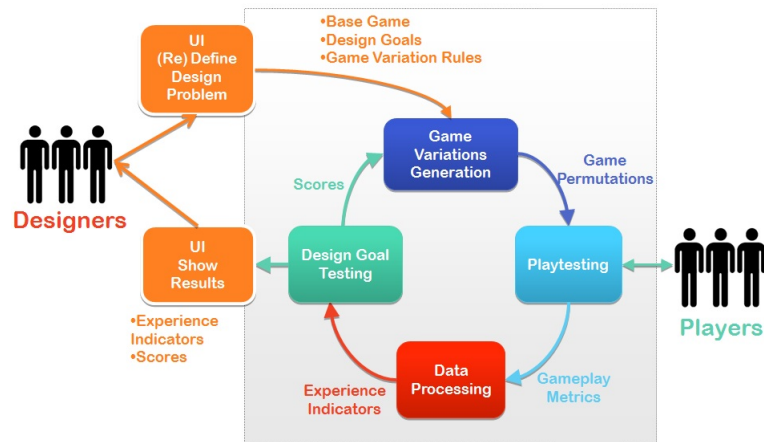 UI
(Re) Define
Design
Problem
•Base Game
•Design Goals
•Game Variation Rules
Game
Variations
Generation
Game
Permutations
Scores
Designers
UI
Show
Results
Design Goal
Testing
Playtesting
Players
•Experience
Indicators
•Scores
Experience
Indicators
Data
Processing
Gameplay
Metrics